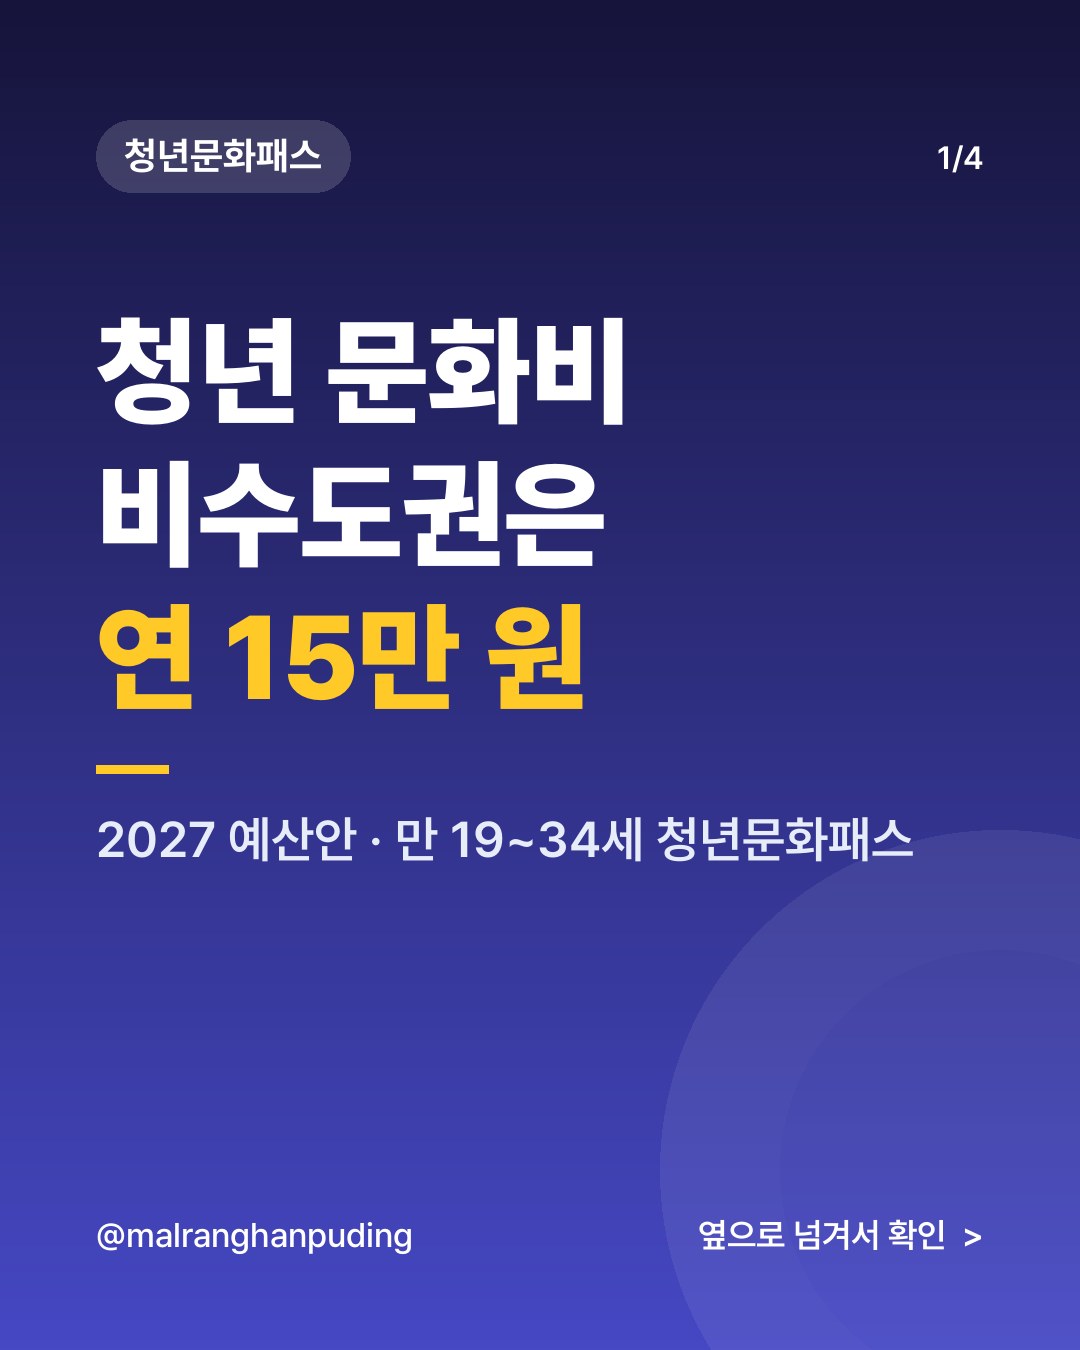 청년문화패스
1/4
청년 문화비
비수도권은
연 15만 원
2027 예산안 · 만 19~34세 청년문화패스
@malranghanpuding
옆으로 넘겨서 확인 >